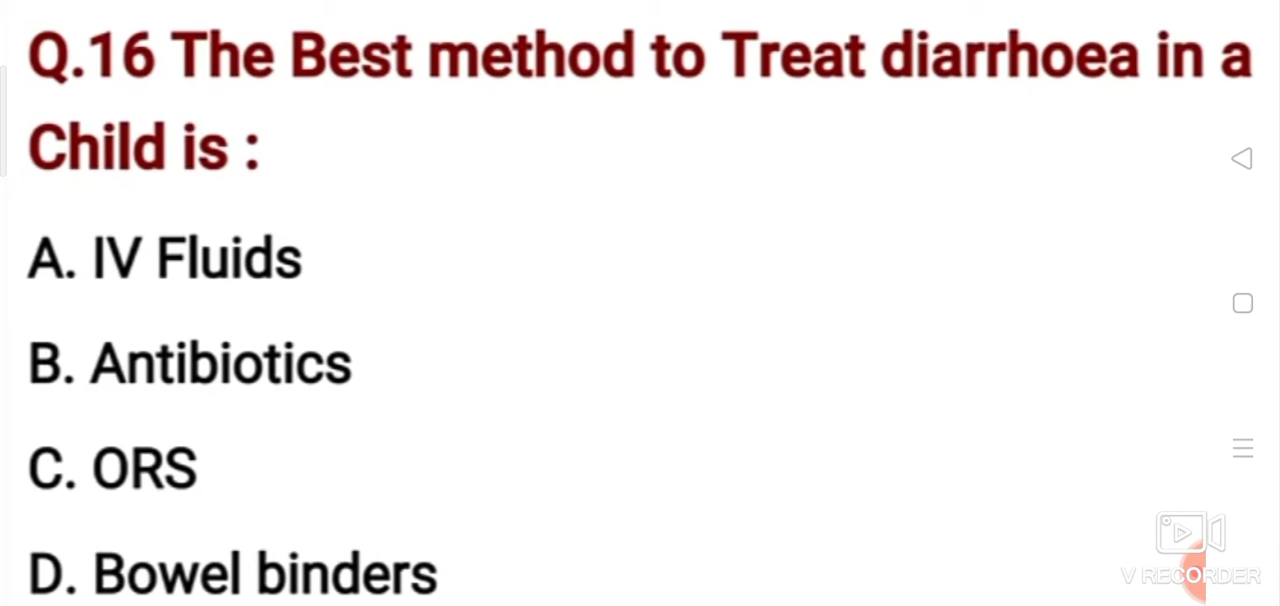 Q.16 The Best method to Treat diarrhoea in a
Child is :
A. IV Fluids
B. Antibiotics
C. ORS
D. Bowel binders
V RECORDER